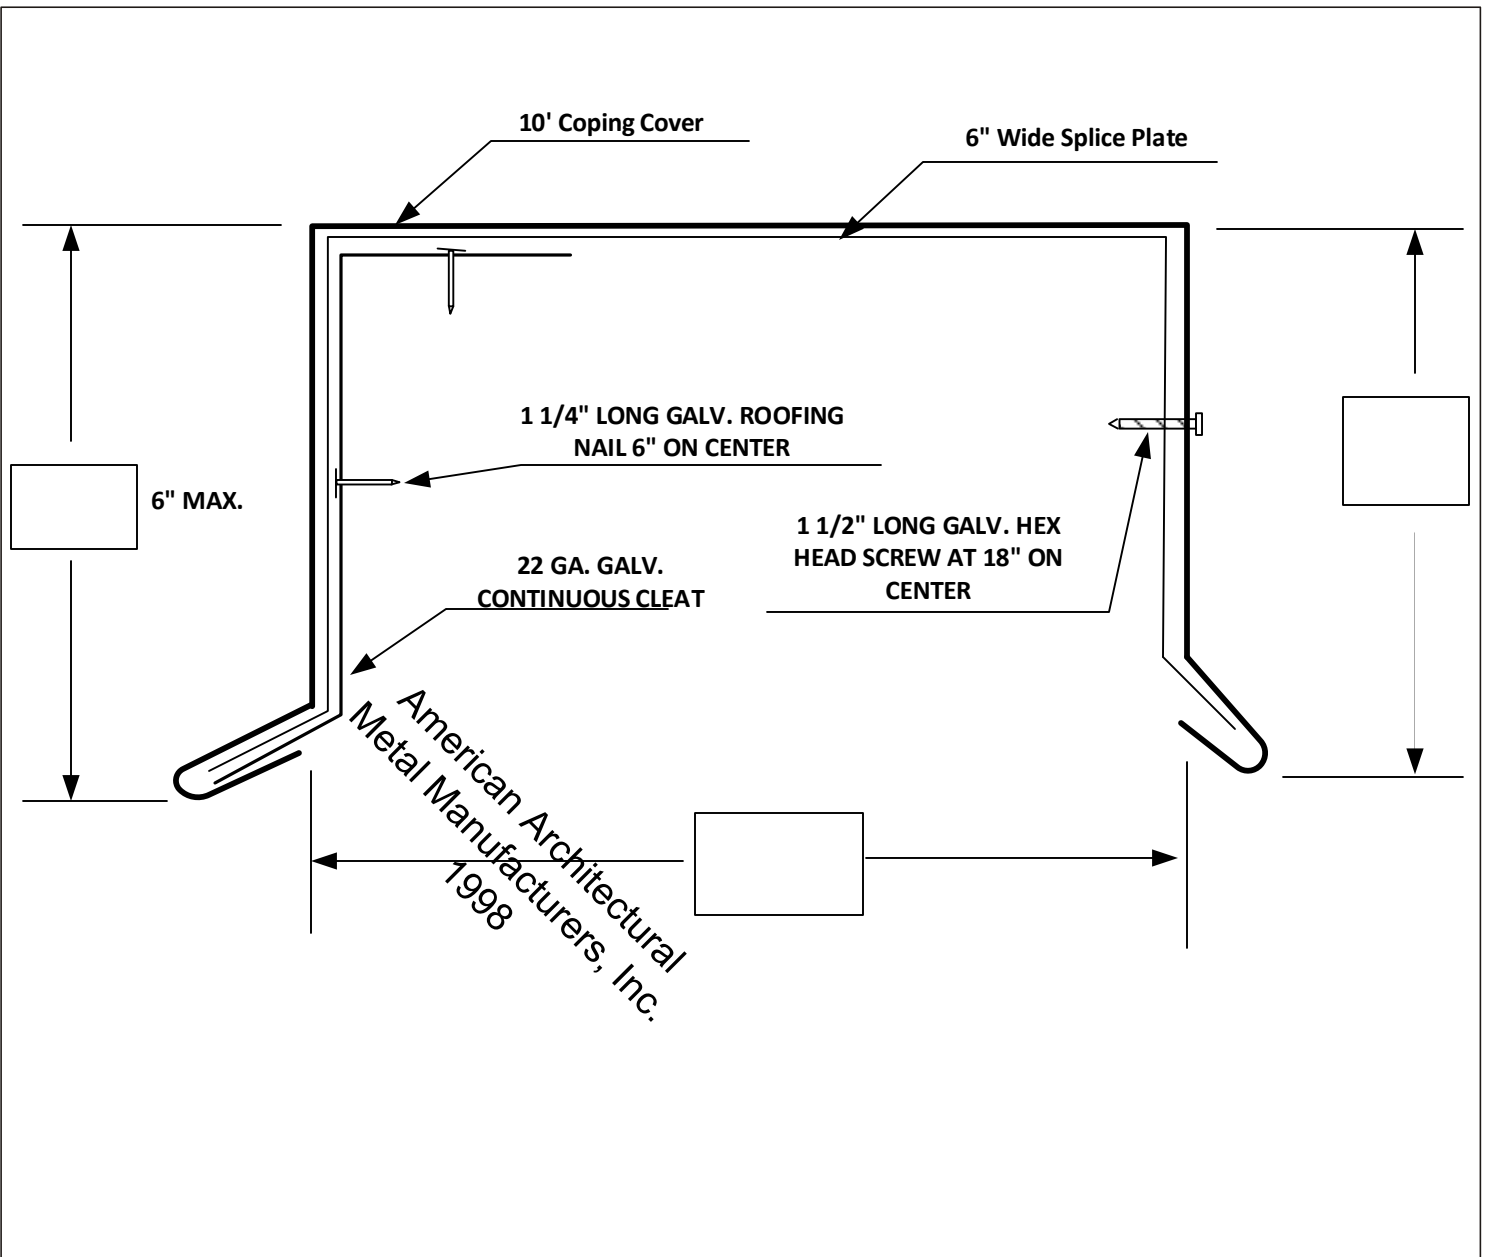 10' Coping Cover
6" Wide Splice Plate
1 1/4" LONG GALV. ROOFING
NAIL 6" ON CENTER
6" MAX.
1 1/2" LONG GALV. HEX
HEAD SCREW AT 18" ON
CENTER
22 GA. GALV.
CONTINUOUS CLEAT
American Architectural
Metal Manufacturers, Inc.
1998